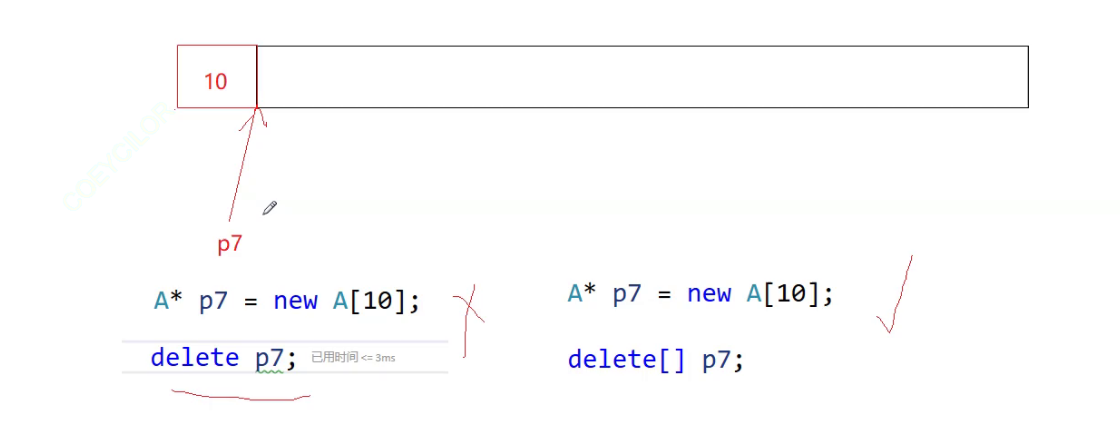 10
p7
A* p7 = new A[10];
delete p7; 已用时间 <= 3ms
A* p7 = new A[10];
delete[] p7;